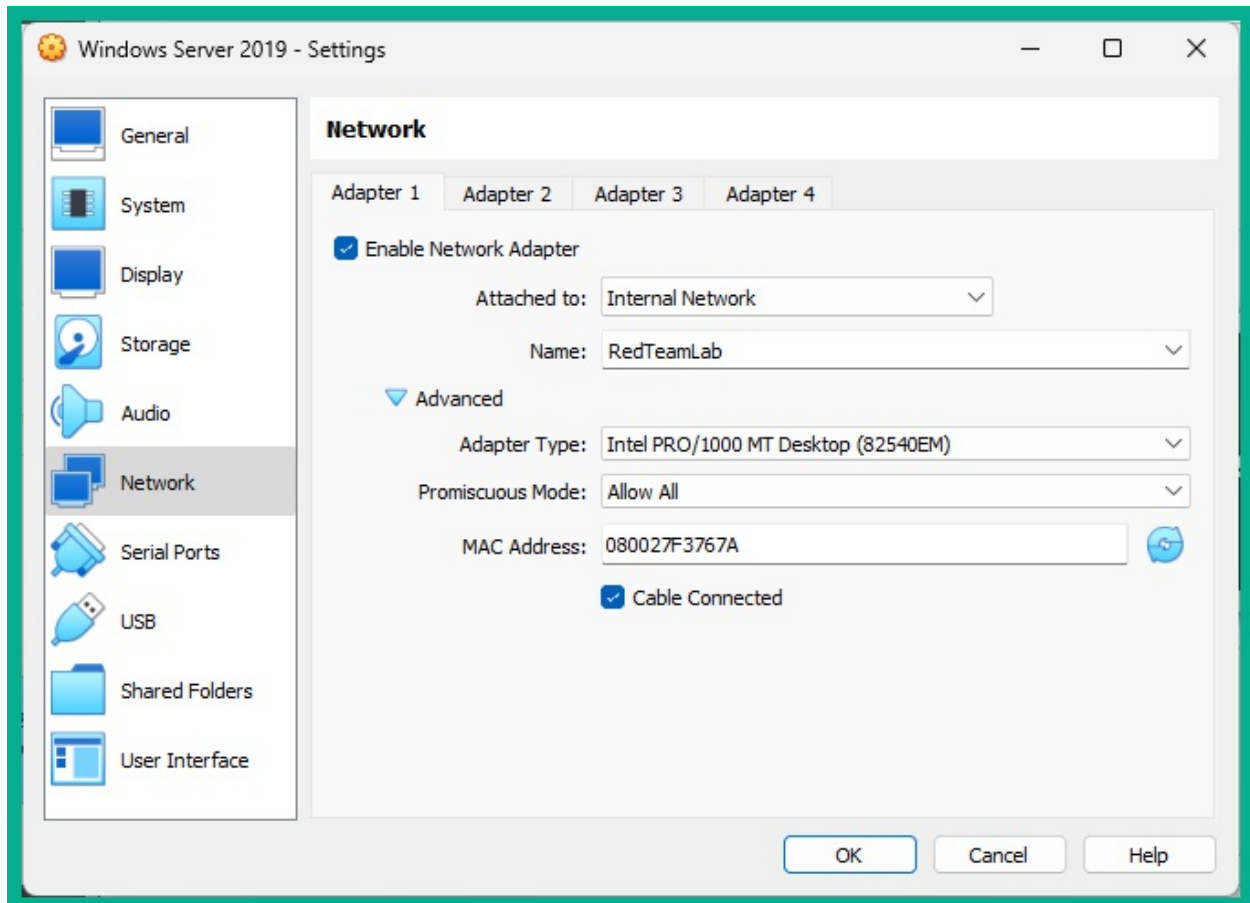 Windows Server 2019 - Settings
General
System
Display
Storage
Audio
Network
Serial Ports
USB
Shared Folders
User Interface
Network
Adapter 1 Adapter 2 Adapter 3 Adapter 4
Enable Network Adapter
Attached to: Internal Network
Name: RedTeamLab
Advanced
Adapter Type: Intel PRO/1000 MT Desktop (82540EM)
Promiscuous Mode: Allow All
MAC Address: 080027F3767A
Cable Connected
OK Cancel Help